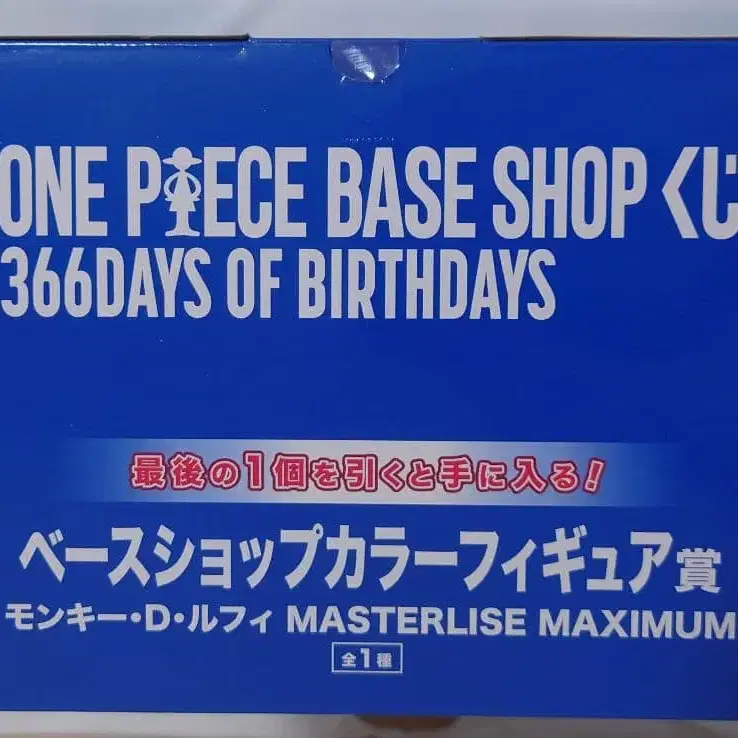 ONE PIECE BASE SHOP くじ
366DAYS OF BIRTHDAYS
最後の1個を引くと手に入る!
ベースショップカラーフィギュア賞
モンキー・D・ルフィ MASTERLISE MAXIMUM
全1種